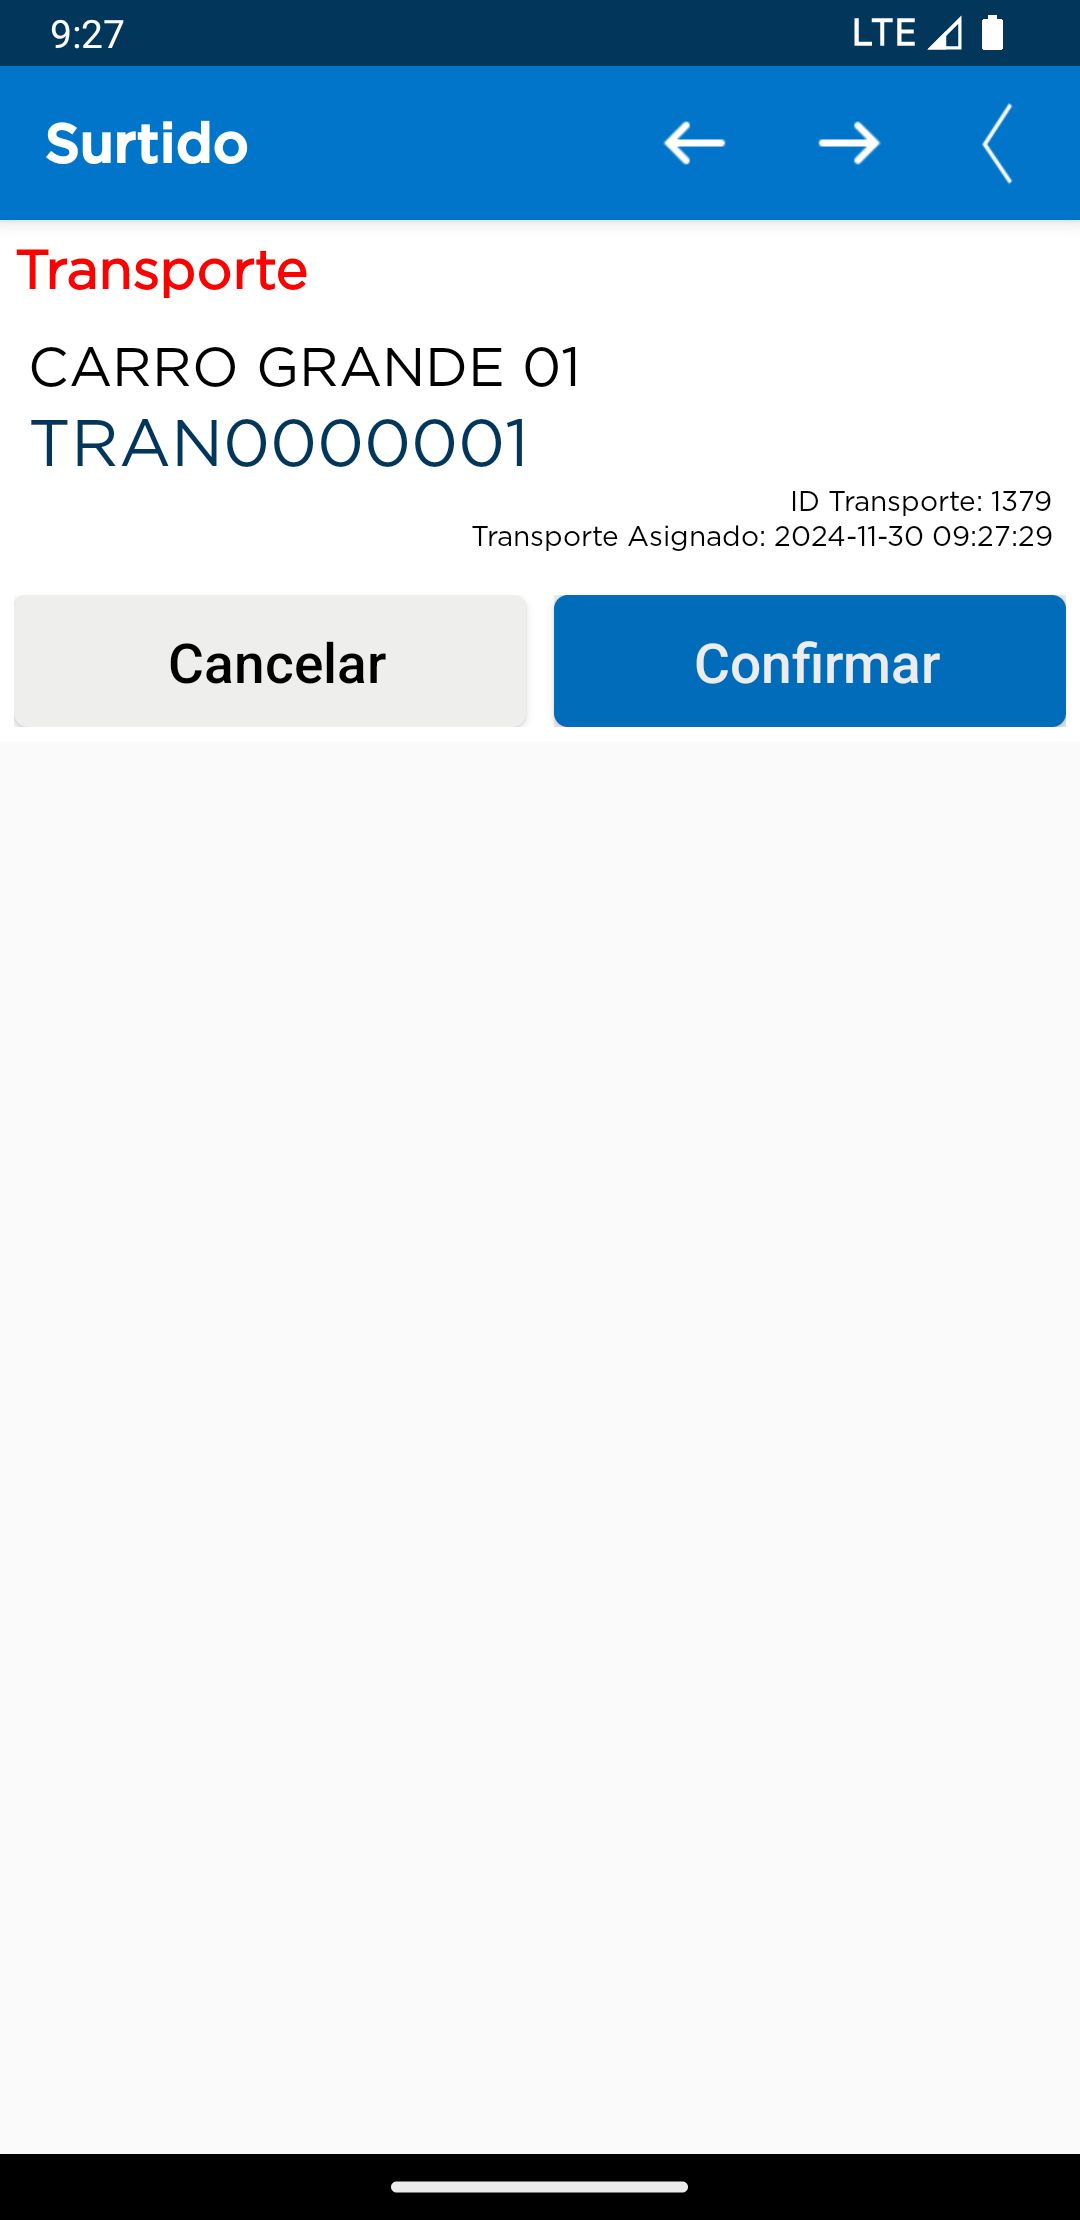 9:27 LTE
Surtido
Transporte
CARRO GRANDE 01
TRAN0000001
ID Transporte: 1379
Transporte Asignado: 2024-11-30 09:27:29
Cancelar Confirmar